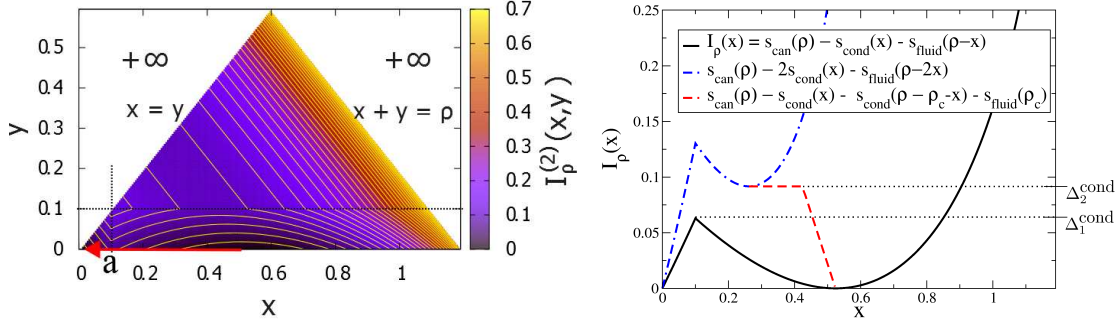 0.5
0.4
0.3
0.2
0.1
0
y
+∞
+∞
x = y
x + y = ρ
a
0 0.2 0.4 0.6 0.8 1
x
0.7
0.6
0.5
0.4
0.3
0.2
0.1
0
I_ρ^(2)(x,y)
0.25
0.2
0.15
0.1
0.05
0
I_ρ(x)
I_ρ(x) = s_can(ρ) − s_cond(x) - s_fluid(ρ−x)
s_can(ρ) − 2s_cond(x) - s_fluid(ρ−2x)
s_can(ρ) − s_cond(x) - s_cond(ρ − ρ_c-x) - s_fluid(ρ_c)
Δ_2^cond
Δ_1^cond
0 0.2 0.4 0.6 0.8 1
x